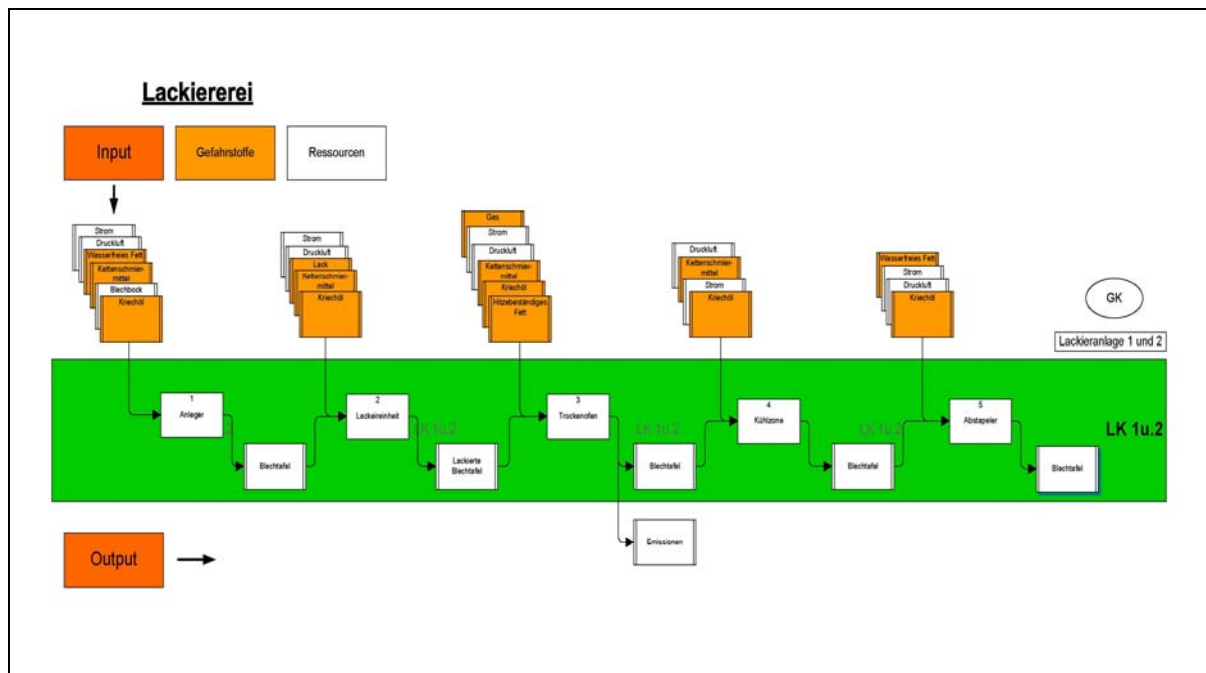 Lackiererei
Input
Gefahrstoffe
Ressourcen
Strom
Druckluft
Wasserfreies Fett
Kettenschmier-
mittel
Blechbock
Kriechöl
Strom
Druckluft
Lack
Kettenschmier-
mittel
Kriechöl
Gas
Strom
Druckluft
Kettenschmier-
mittel
Kriechöl
Hitzebeständiges
Fett
Druckluft
Kettenschmier-
mittel
Strom
Kriechöl
Wasserfreies Fett
Strom
Druckluft
Kriechöl
GK
Lackieranlage 1 und 2
1
Anleger
2
Blechtafel
2
Lackeireinheit
LK 1u.2
Lackierte
Blechtafel
3
Trockenofen
LK 1u.2
Blechtafel
4
Kühlzone
LK 1u.2
Blechtafel
5
Abstapeler
Blechtafel
LK 1u.2
Emissionen
Output